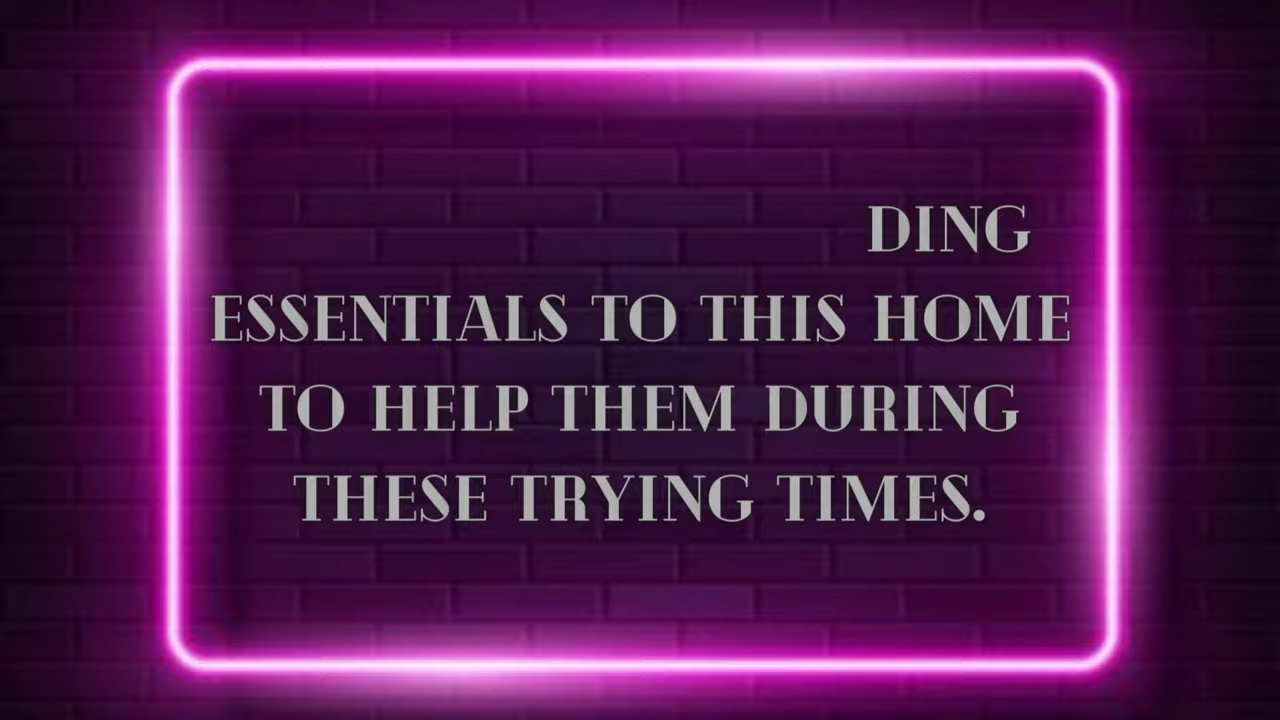 DING
ESSENTIALS TO THIS HOME
TO HELP THEM DURING
THESE TRYING TIMES.